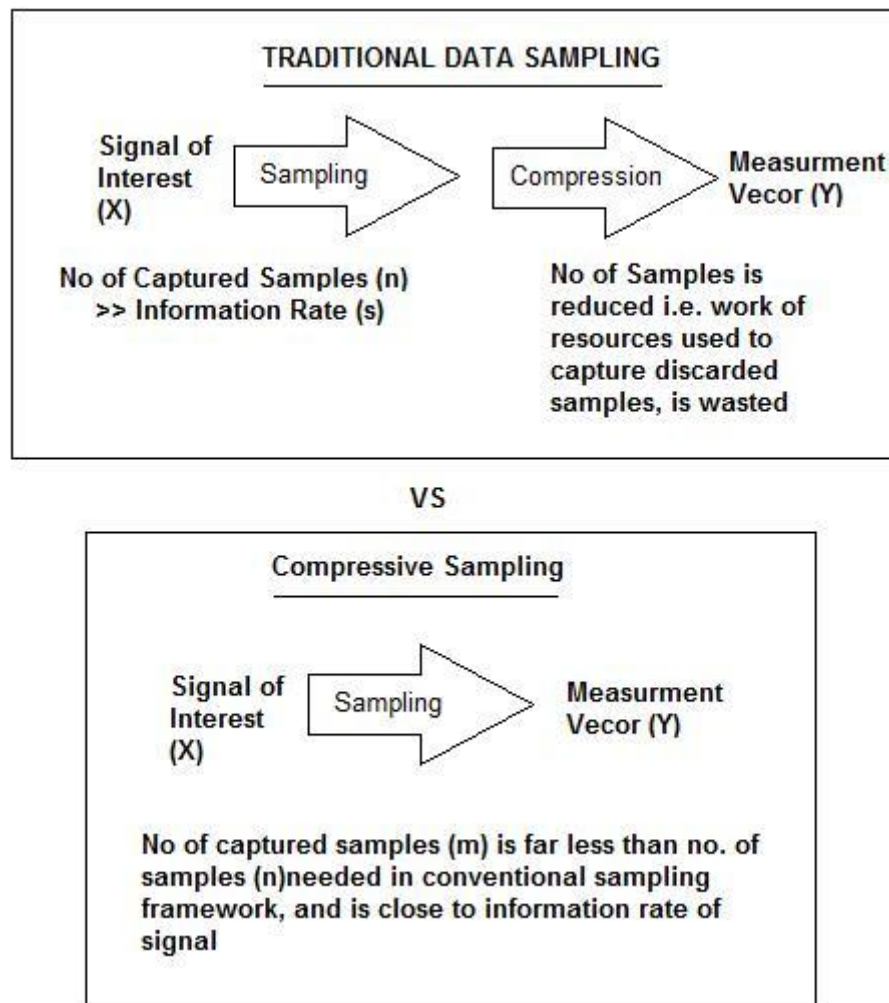 TRADITIONAL DATA SAMPLING
Signal of
Interest
(X)
Sampling
Compression
Measurment
Vecor (Y)
No of Captured Samples (n)
>> Information Rate (s)
No of Samples is
reduced i.e. work of
resources used to
capture discarded
samples, is wasted
VS
Compressive Sampling
Signal of
Interest
(X)
Sampling
Measurment
Vecor (Y)
No of captured samples (m) is far less than no. of
samples (n)needed in conventional sampling
framework, and is close to information rate of
signal